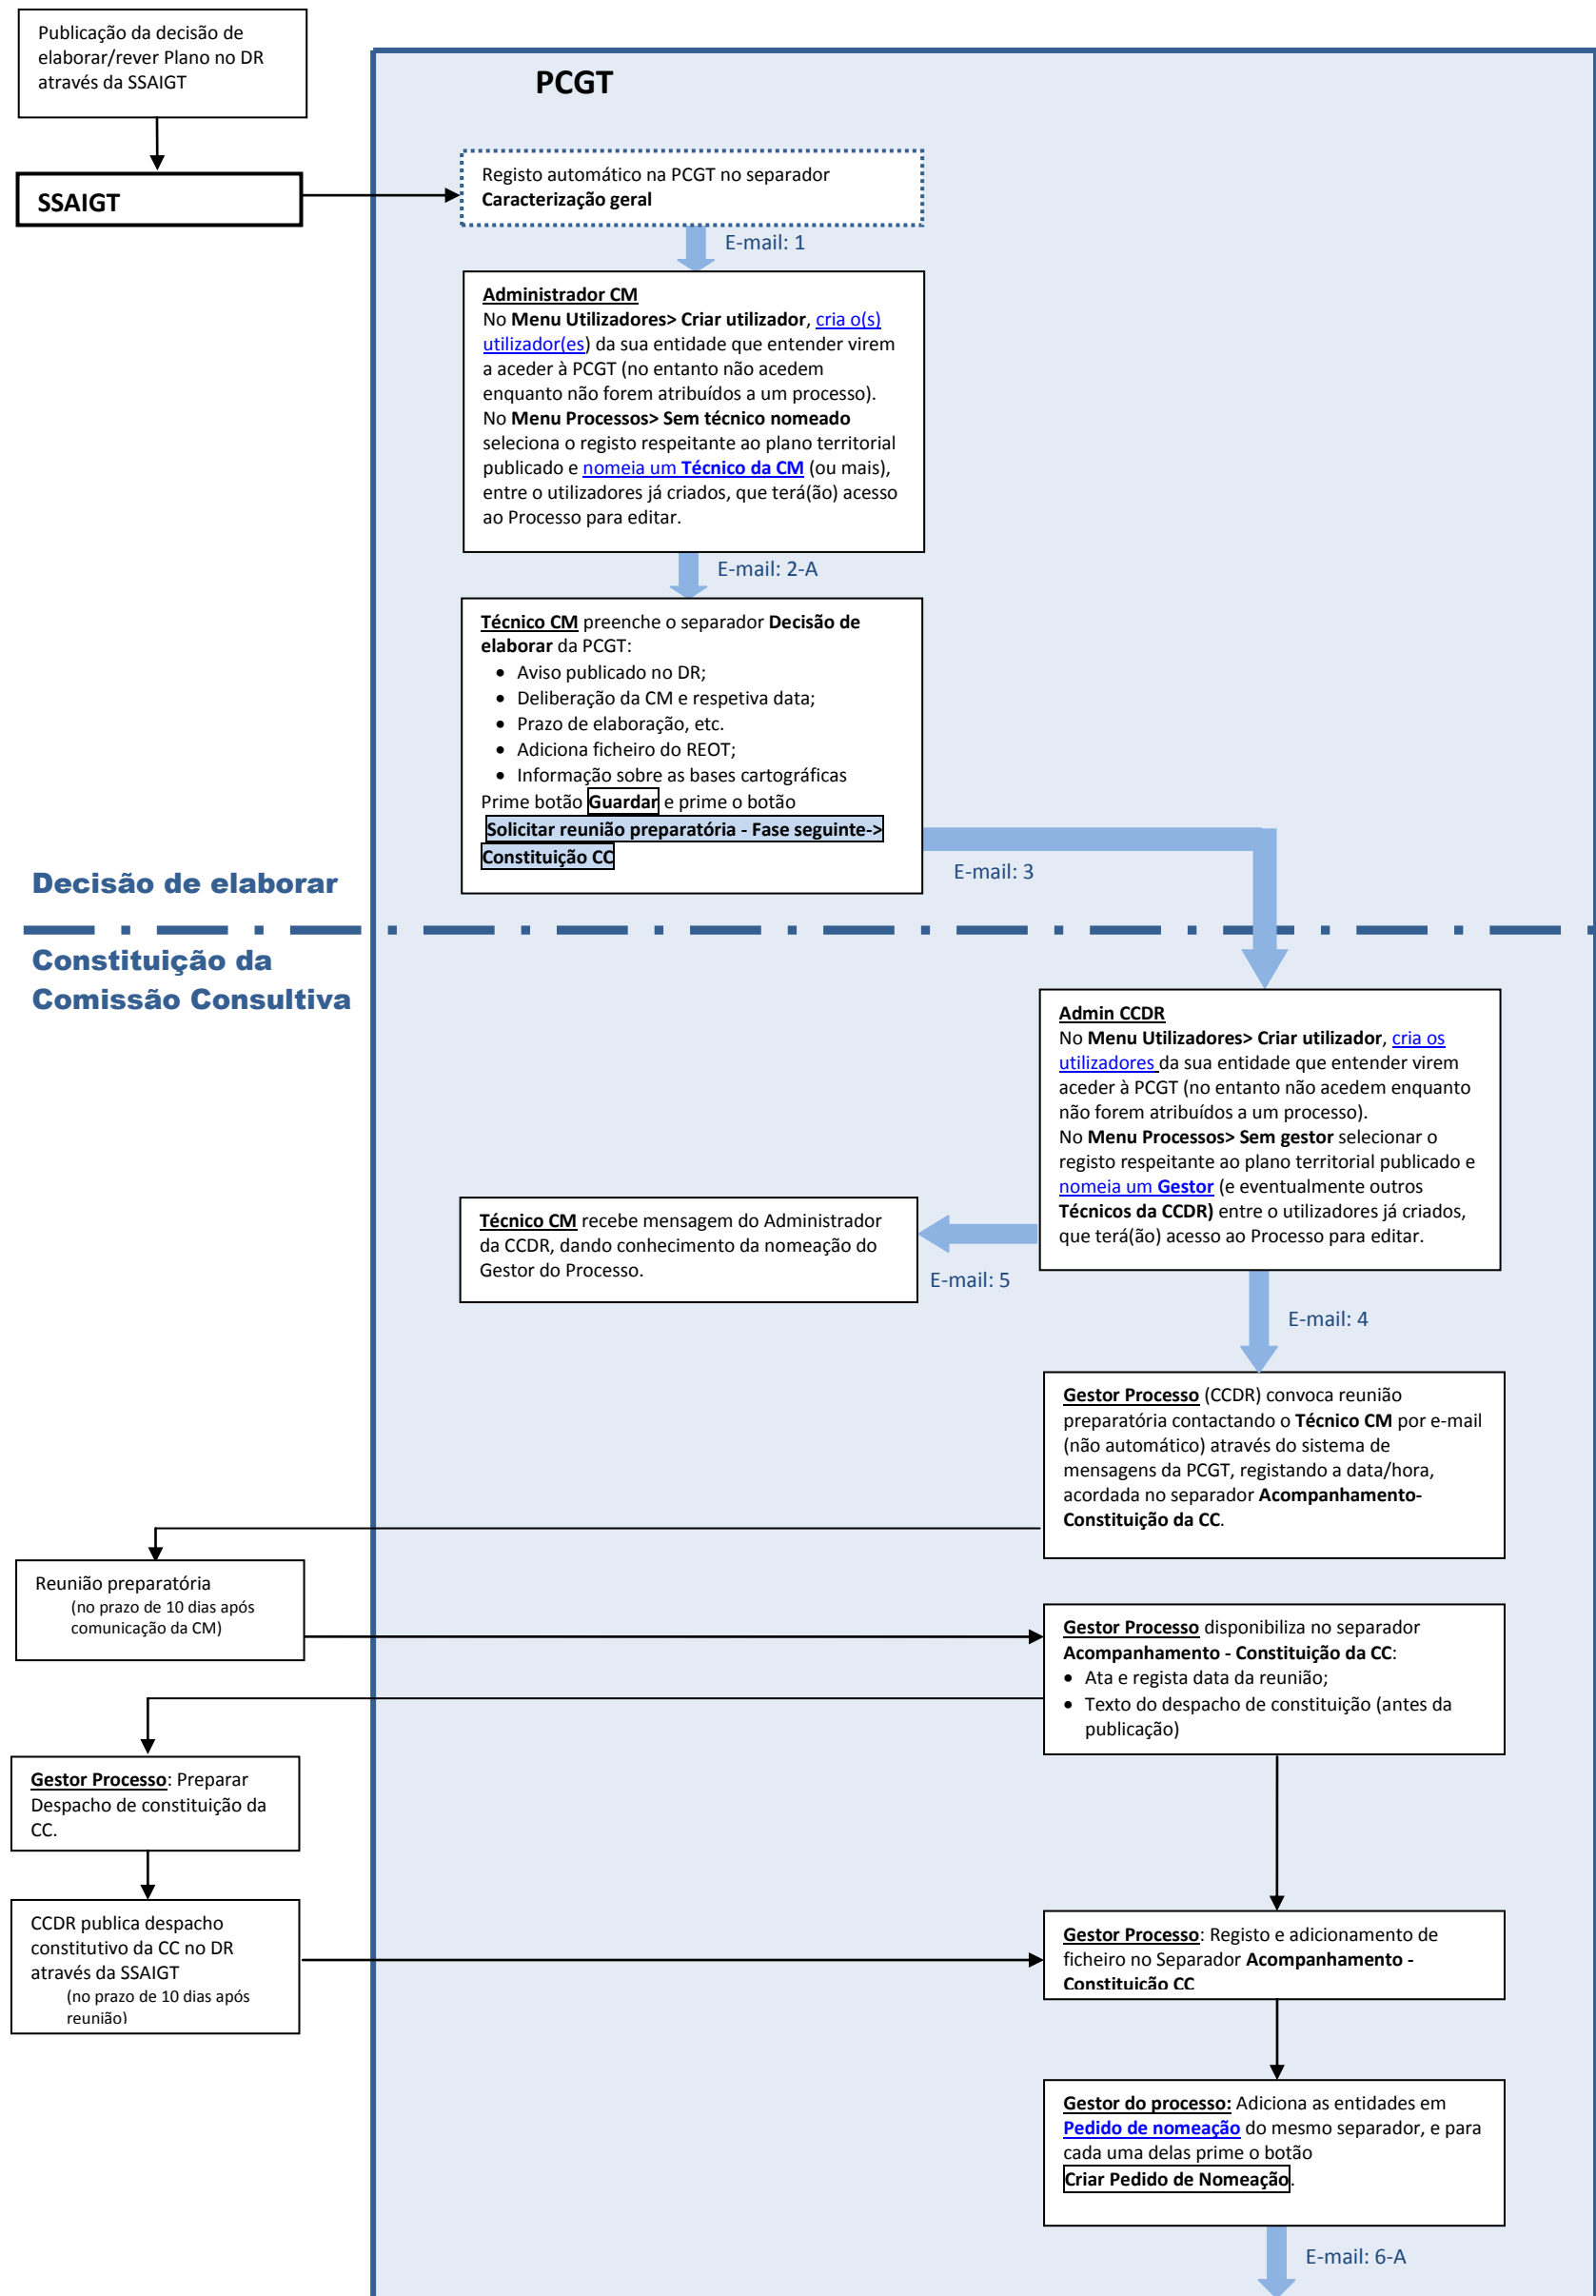 Publicação da decisão de
elaborar/rever Plano no DR
através da SSAIGT
PCGT
SSAIGT
Registo automático na PCGT no separador
Caracterização geral
E-mail: 1
Administrador CM
No Menu Utilizadores> Criar utilizador, cria o(s)
utilizador(es) da sua entidade que entender virem
a aceder à PCGT (no entanto não acedem
enquanto não forem atribuídos a um processo).
No Menu Processos> Sem técnico nomeado
seleciona o registo respeitante ao plano territorial
publicado e nomeia um Técnico da CM (ou mais),
entre o utilizadores já criados, que terá(ão) acesso
ao Processo para editar.
E-mail: 2-A
Técnico CM preenche o separador Decisão de
elaborar da PCGT:
• Aviso publicado no DR;
• Deliberação da CM e respetiva data;
• Prazo de elaboração, etc.
• Adiciona ficheiro do REOT;
• Informação sobre as bases cartográficas
Prime botão Guardar e prime o botão
Solicitar reunião preparatória - Fase seguinte->
Constituição CC
E-mail: 3
Decisão de elaborar
Constituição da
Comissão Consultiva
Admin CCDR
No Menu Utilizadores> Criar utilizador, cria os
utilizadores da sua entidade que entender virem
aceder à PCGT (no entanto não acedem enquanto
não forem atribuídos a um processo).
No Menu Processos> Sem gestor selecionar o
registo respeitante ao plano territorial publicado e
nomeia um Gestor (e eventualmente outros
Técnicos da CCDR) entre o utilizadores já criados,
que terá(ão) acesso ao Processo para editar.
Técnico CM recebe mensagem do Administrador
da CCDR, dando conhecimento da nomeação do
Gestor do Processo.
E-mail: 5
E-mail: 4
Gestor Processo (CCDR) convoca reunião
preparatória contactando o Técnico CM por e-mail
(não automático) através do sistema de
mensagens da PCGT, registando a data/hora,
acordada no separador Acompanhamento-
Constituição da CC.
Reunião preparatória
(no prazo de 10 dias após
comunicação da CM)
Gestor Processo disponibiliza no separador
Acompanhamento - Constituição da CC:
• Ata e regista data da reunião;
• Texto do despacho de constituição (antes da
publicação)
Gestor Processo: Preparar
Despacho de constituição da
CC.
CCDR publica despacho
constitutivo da CC no DR
através da SSAIGT
(no prazo de 10 dias após
reunião)
Gestor Processo: Registo e adicionamento de
ficheiro no Separador Acompanhamento -
Constituição CC
Gestor do processo: Adiciona as entidades em
Pedido de nomeação do mesmo separador, e para
cada uma delas prime o botão
Criar Pedido de Nomeação.
E-mail: 6-A